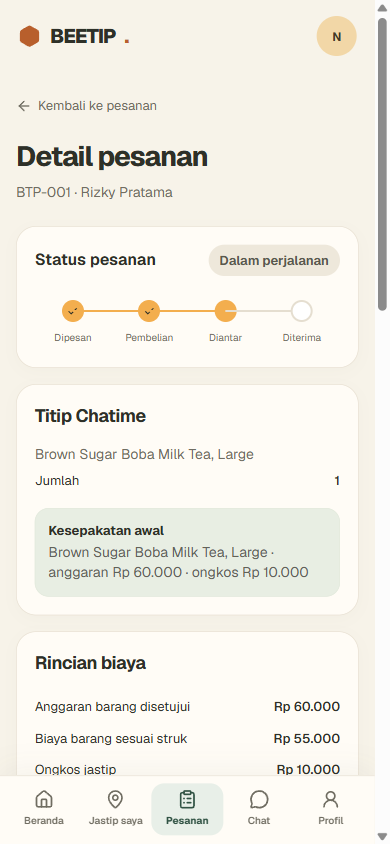 BEETIP .
N
Kembali ke pesanan
Detail pesanan
BTP-001 · Rizky Pratama
Status pesanan
Dalam perjalanan
Dipesan
Pembelian
Diantar
Diterima
Titip Chatime
Brown Sugar Boba Milk Tea, Large
Jumlah 1
Kesepakatan awal
Brown Sugar Boba Milk Tea, Large ·
anggaran Rp 60.000 · ongkos Rp 10.000
Rincian biaya
Anggaran barang disetujui Rp 60.000
Biaya barang sesuai struk Rp 55.000
Ongkos jastip Rp 10.000
Beranda
Jastip saya
Pesanan
Chat
Profil